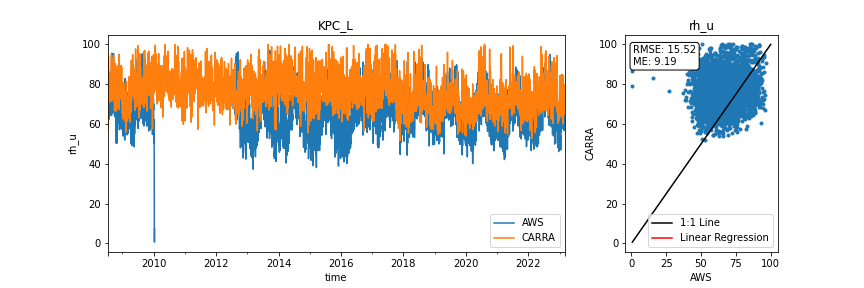 KPC_L
rh_u
100
80
60
40
20
0
2010
2012
2014
2016
2018
2020
2022
time
rh_u
AWS
CARRA
RMSE: 15.52
ME: 9.19
100
80
60
40
20
0
0
25
50
75
100
AWS
CARRA
1:1 Line
Linear Regression